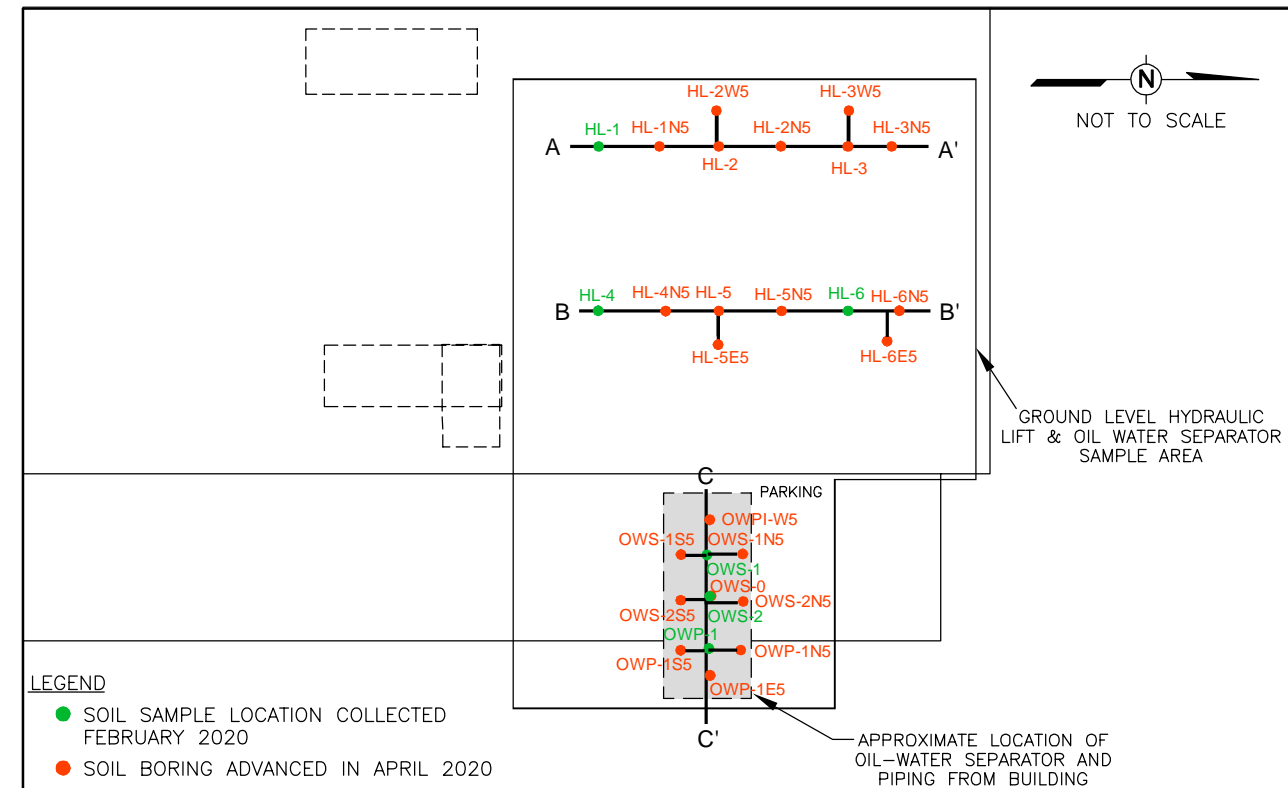 N
NOT TO SCALE
HL-2W5
HL-3W5
HL-1
HL-1N5
HL-2N5
HL-3N5
A
A'
HL-2
HL-3
HL-4
HL-4N5
HL-5
HL-5N5
HL-6
HL-6N5
B
B'
HL-5E5
HL-6E5
GROUND LEVEL HYDRAULIC
LIFT & OIL WATER SEPARATOR
SAMPLE AREA
C
PARKING
OWPI-W5
OWS-1S5
OWS-1N5
OWS-1
OWS-0
OWS-2N5
OWS-2S5
OWS-2
OWP-1
OWP-1S5
OWP-1N5
OWP-1E5
C'
APPROXIMATE LOCATION OF
OIL-WATER SEPARATOR AND
PIPING FROM BUILDING
LEGEND
SOIL SAMPLE LOCATION COLLECTED
FEBRUARY 2020
SOIL BORING ADVANCED IN APRIL 2020